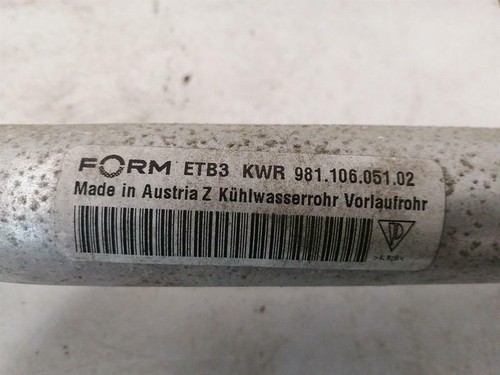 FORM ETB3 KWR 981.106.051.02
Made in Austria Z Kühlwasserrohr Vorlaufrohr